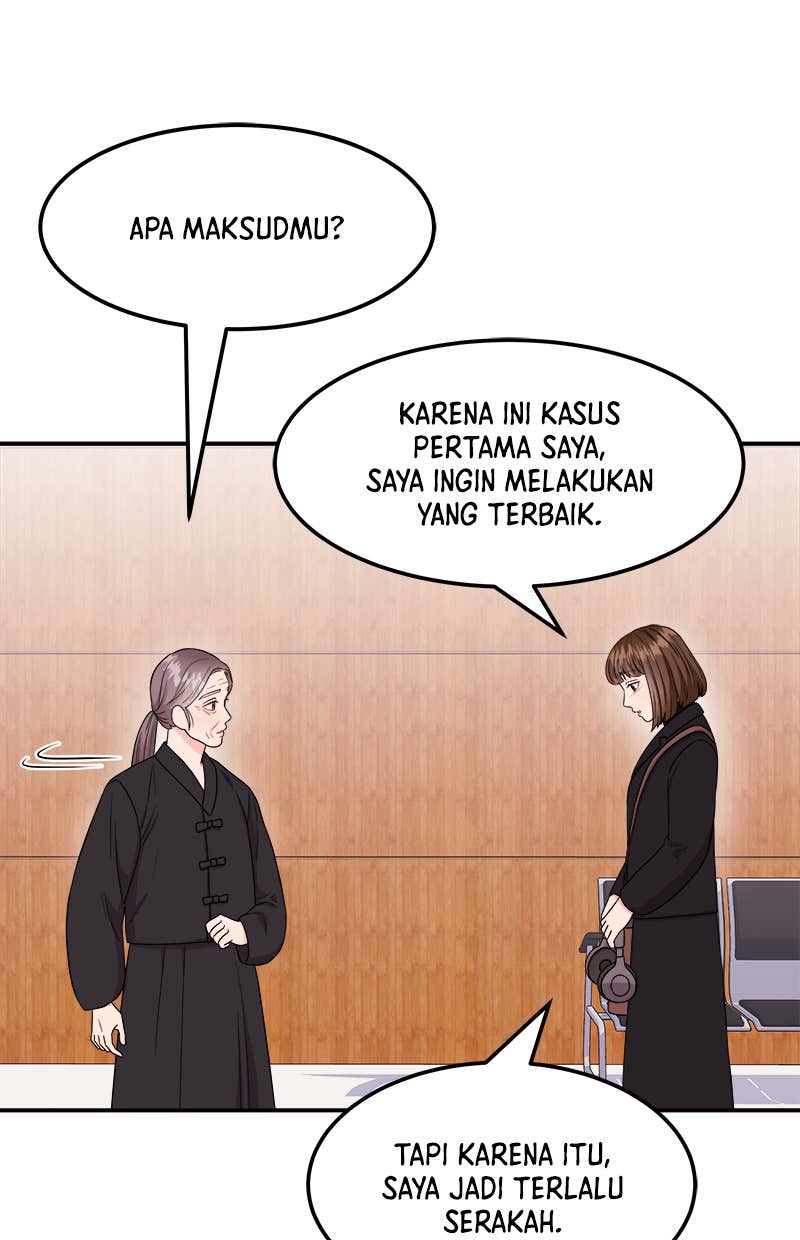 APA MAKSUDMU?
KARENA INI KASUS
PERTAMA SAYA,
SAYA INGIN MELAKUKAN
YANG TERBAIK.
TAPI KARENA ITU,
SAYA JADI TERLALU
SERAKAH.